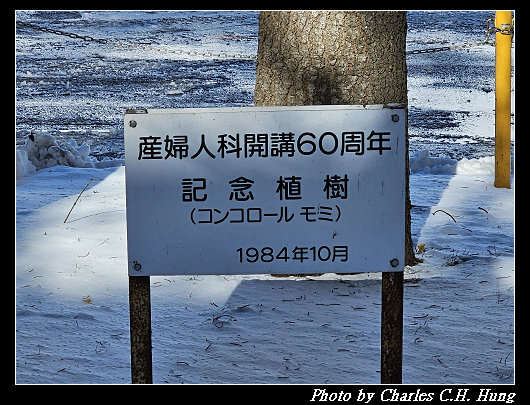 産婦人科開講60周年
記念植樹
(コンコロール モミ)
1984年10月
Photo by Charles C.H. Hung